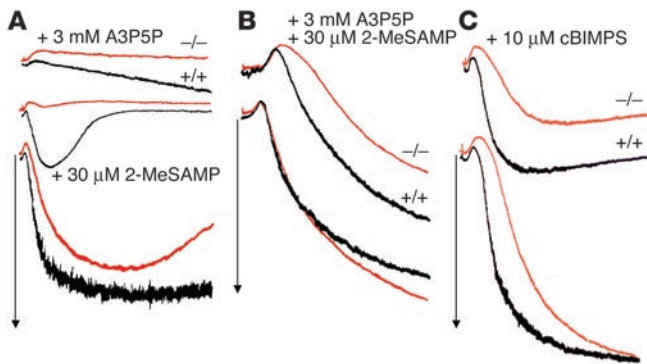 A
+ 3 mM A3P5P
–/–
+/+
+ 30 μM 2-MeSAMP
B
+ 3 mM A3P5P
+ 30 μM 2-MeSAMP
–/–
+/+
C
+ 10 μM cBIMPS
–/–
+/+